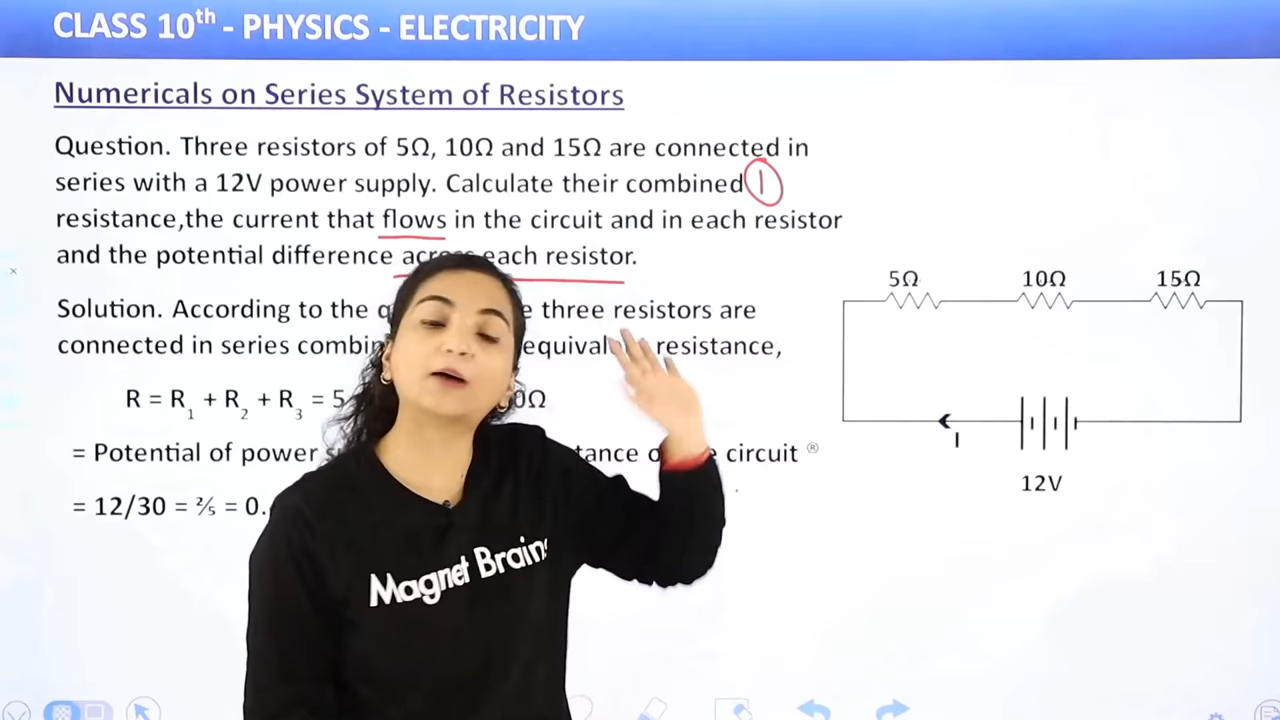 CLASS 10th - PHYSICS - ELECTRICITY
Numericals on Series System of Resistors
Question. Three resistors of 5Ω, 10Ω and 15Ω are connected in
series with a 12V power supply. Calculate their combined 1
resistance,the current that flows in the circuit and in each resistor
and the potential difference across each resistor.
Solution. According to the three resistors are
connected in series resistance,
R = R1 + R2 + R3 = 5 0Ω
= Potential of power circuit ®
= 12/30 = ⅖ = 0.
5Ω 10Ω 15Ω
I
12V
Magnet Brains